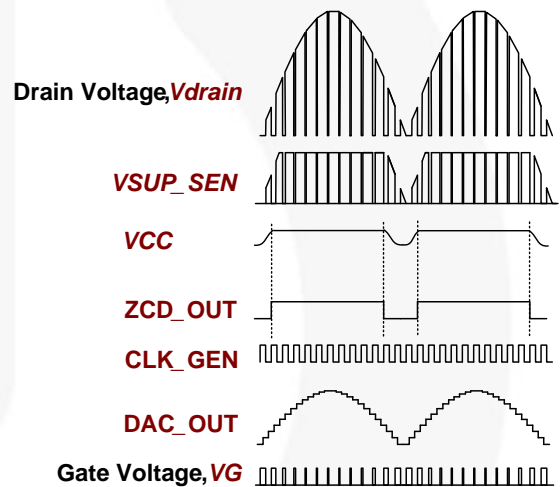 Drain Voltage,Vdrain
VSUP_SEN
VCC
ZCD_OUT
CLK_GEN
DAC_OUT
Gate Voltage,VG